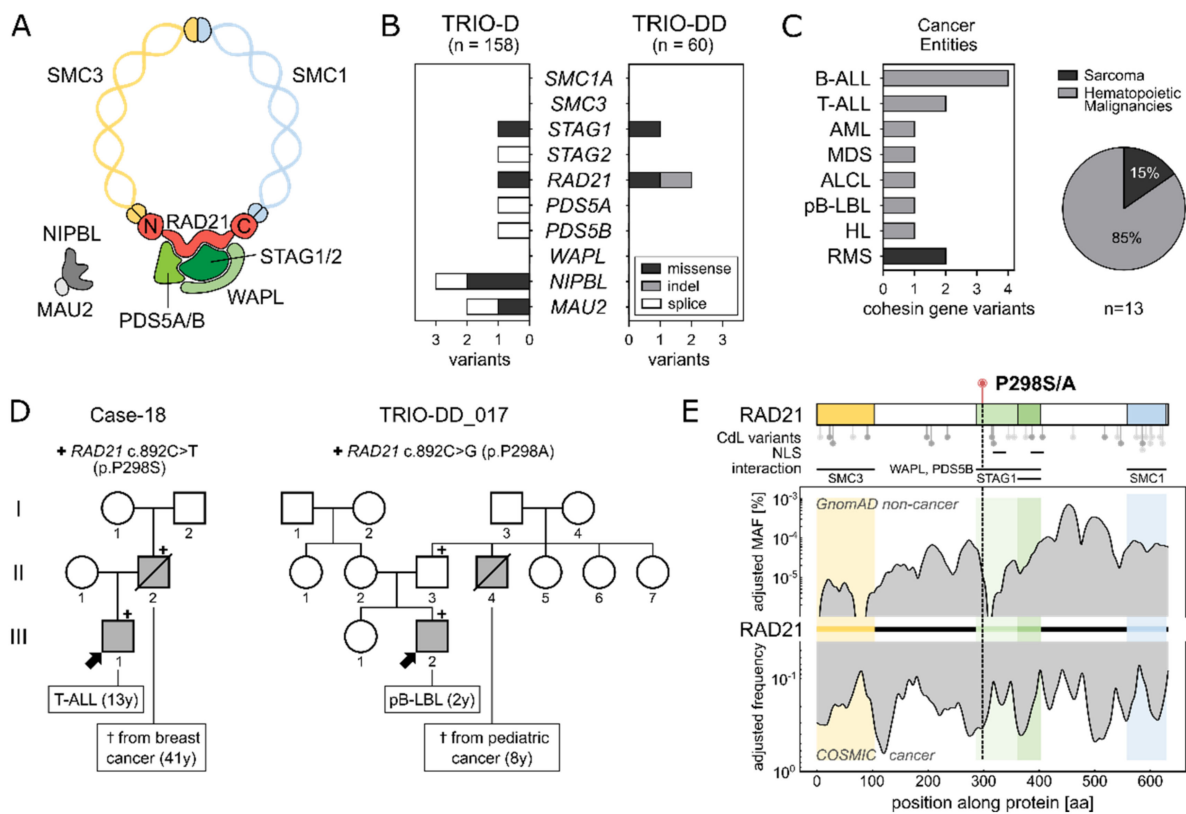 A
SMC3
SMC1
N
RAD21
C
NIPBL
MAU2
STAG1/2
WAPL
PDS5A/B
B
TRIO-D
(n = 158)
TRIO-DD
(n = 60)
SMC1A
SMC3
STAG1
STAG2
RAD21
PDS5A
PDS5B
WAPL
NIPBL
MAU2
missense
indel
splice
3 2 1 0
0 1 2 3
variants
variants
C
Cancer
Entities
B-ALL
T-ALL
AML
MDS
ALCL
pB-LBL
HL
RMS
0 1 2 3 4
cohesin gene variants
Sarcoma
Hematopoietic
Malignancies
15%
85%
n=13
D
Case-18
+ RAD21 c.892C>T
(p.P298S)
TRIO-DD_017
+ RAD21 c.892C>G (p.P298A)
I
1 2
1 2 3 4
II
1 2 +
1 2 3 + 4 5 6 7
III
1 +
1 2 +
T-ALL (13y)
pB-LBL (2y)
† from breast
cancer (41y)
† from pediatric
cancer (8y)
E
P298S/A
RAD21
CdL variants
NLS
interaction
SMC3
WAPL, PDS5B
STAG1
SMC1
adjusted MAF [%]
10-3
10-4
10-5
GnomAD non-cancer
RAD21
adjusted frequency
10-1
100
COSMIC cancer
0 100 200 300 400 500 600
position along protein [aa]